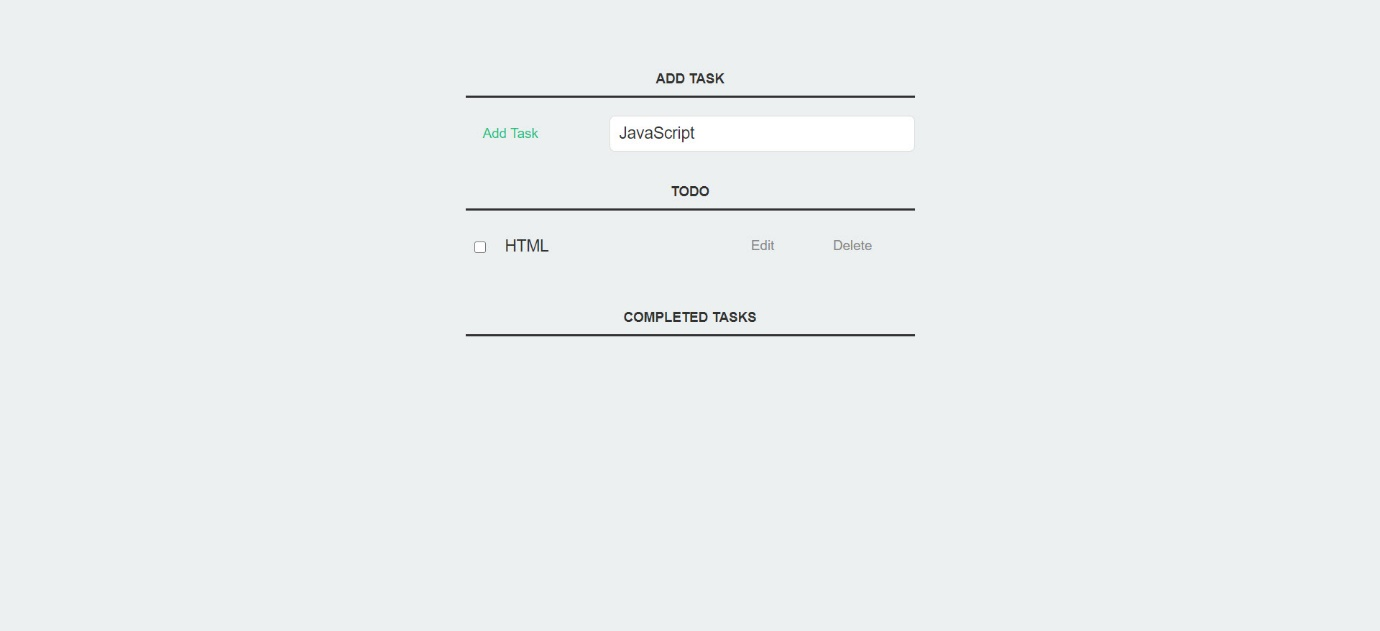 ADD TASK
Add Task JavaScript
TODO
HTML Edit Delete
COMPLETED TASKS